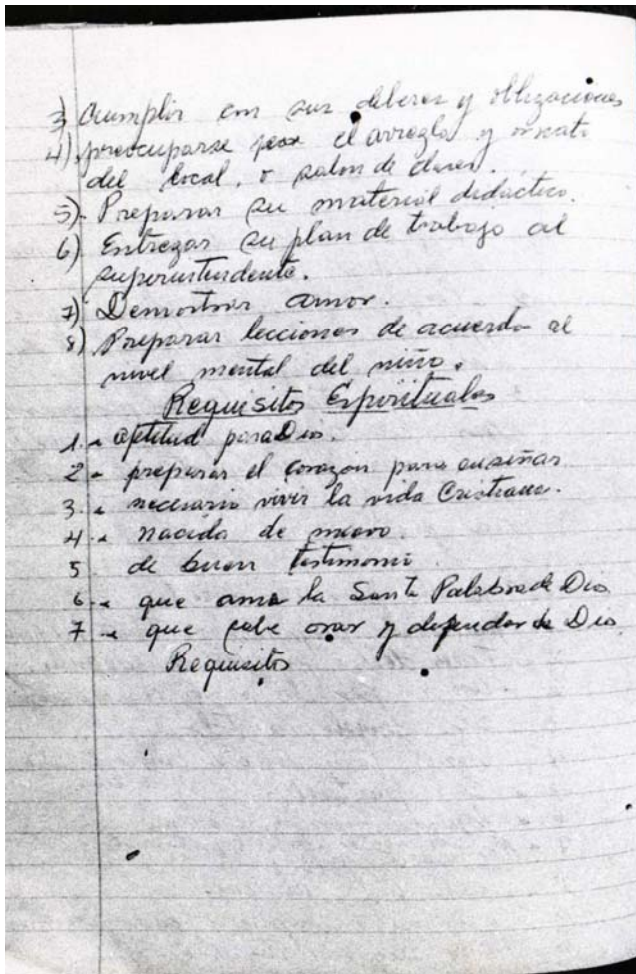 3) Cumplir con sus deberes y obligaciones
4) preocuparse por el arreglo y ornato
del local, o salon de clases.
5). Preparar su material didactico.
6) Entregar su plan de trabajo al
superintendente.
7) Demostrar amor.
8) Preparar lecciones de acuerdo al
nivel mental del niño.
Requisitos Espirituales
1.- aptitud para Dios.
2 - preparar el corazon para enseñar
3.- necesario vivir la vida Cristiana.
4.- nacido de nuevo.
5 - de buen testimonio
6.- que ama la Santa Palabra de Dios
7.- que sabe orar y depender de Dios.
Requisitos